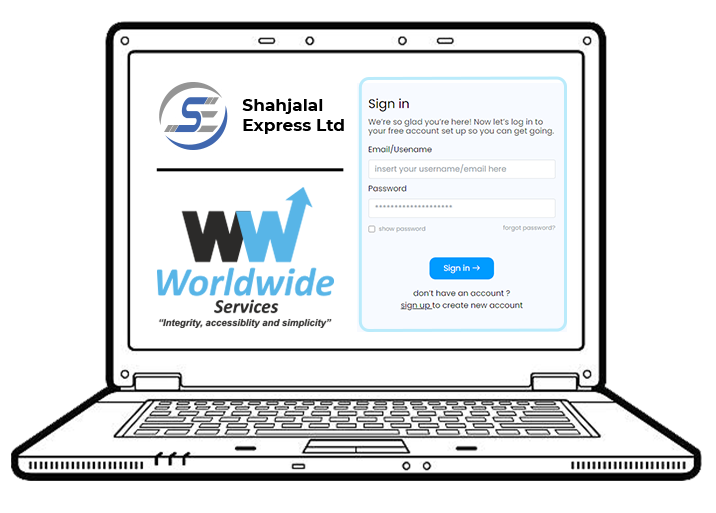 Shahjalal
Express Ltd
WW
Worldwide
Services
“Integrity, accessiblity and simplicity”
Sign in
We're so glad you're here! Now let's log in to
your free account set up so you can get going.
Email/Usename
insert your username/email here
Password
********************
show password
forgot password?
Sign in →
don't have an account ?
sign up to create new account